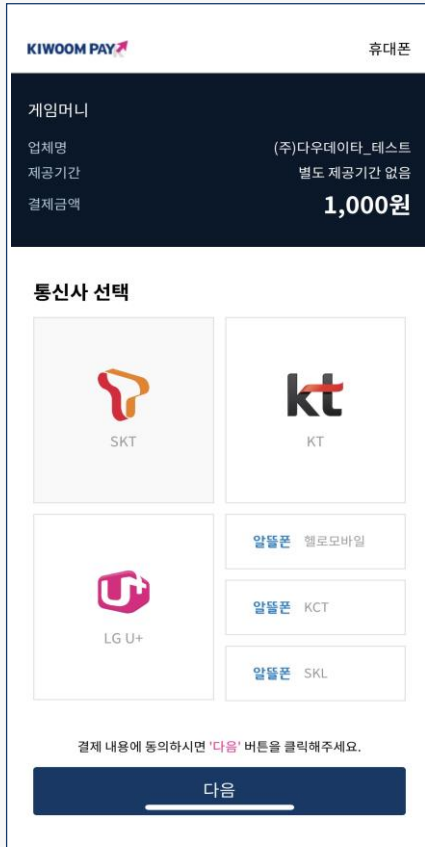 KIWOOM PAY
휴대폰
게임머니
업체명 (주)다우데이타_테스트
제공기간 별도 제공기간 없음
결제금액 1,000원
통신사 선택
SKT
kt
KT
U+
LG U+
알뜰폰 헬로모바일
알뜰폰 KCT
알뜰폰 SKL
결제 내용에 동의하시면 '다음' 버튼을 클릭해주세요.
다음